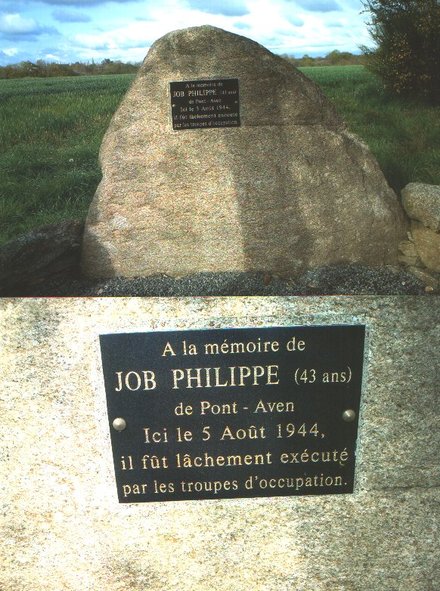 A la mémoire de
JOB PHILIPPE (43 ans)
de Pont - Aven
Ici le 5 Août 1944,
il fût lâchement exécuté
par les troupes d'occupation.
A la mémoire de
JOB PHILIPPE (43 ans)
de Pont - Aven
Ici le 5 Août 1944,
il fût lâchement exécuté
par les troupes d'occupation.